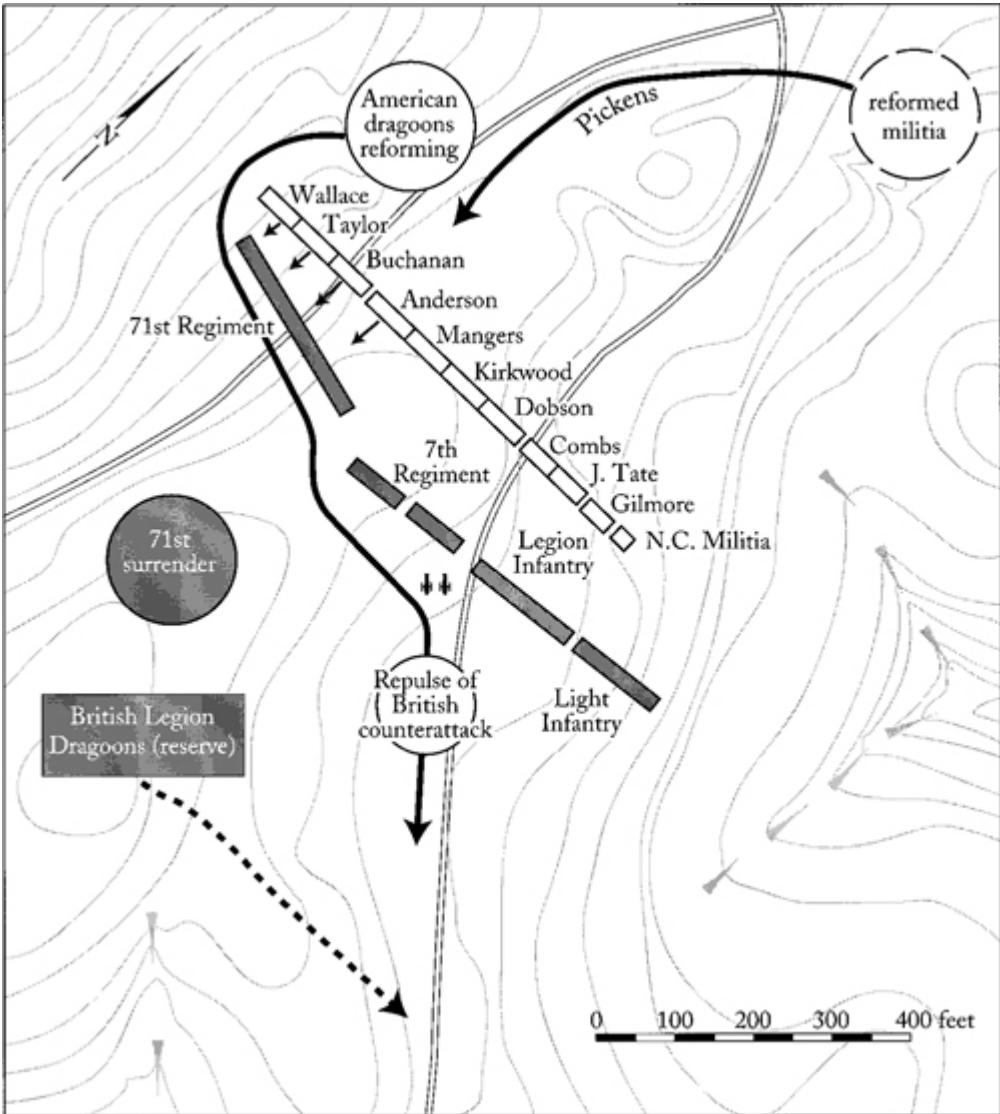 American
dragoons
reforming
Pickens
reformed
militia
N
Wallace
Taylor
Buchanan
Anderson
Mangers
Kirkwood
Dobson
Combs
J. Tate
Gilmore
N.C. Militia
71st Regiment
7th
Regiment
Legion
Infantry
Light
Infantry
71st
surrender
Repulse of
British
counterattack
British Legion
Dragoons (reserve)
0 100 200 300 400 feet